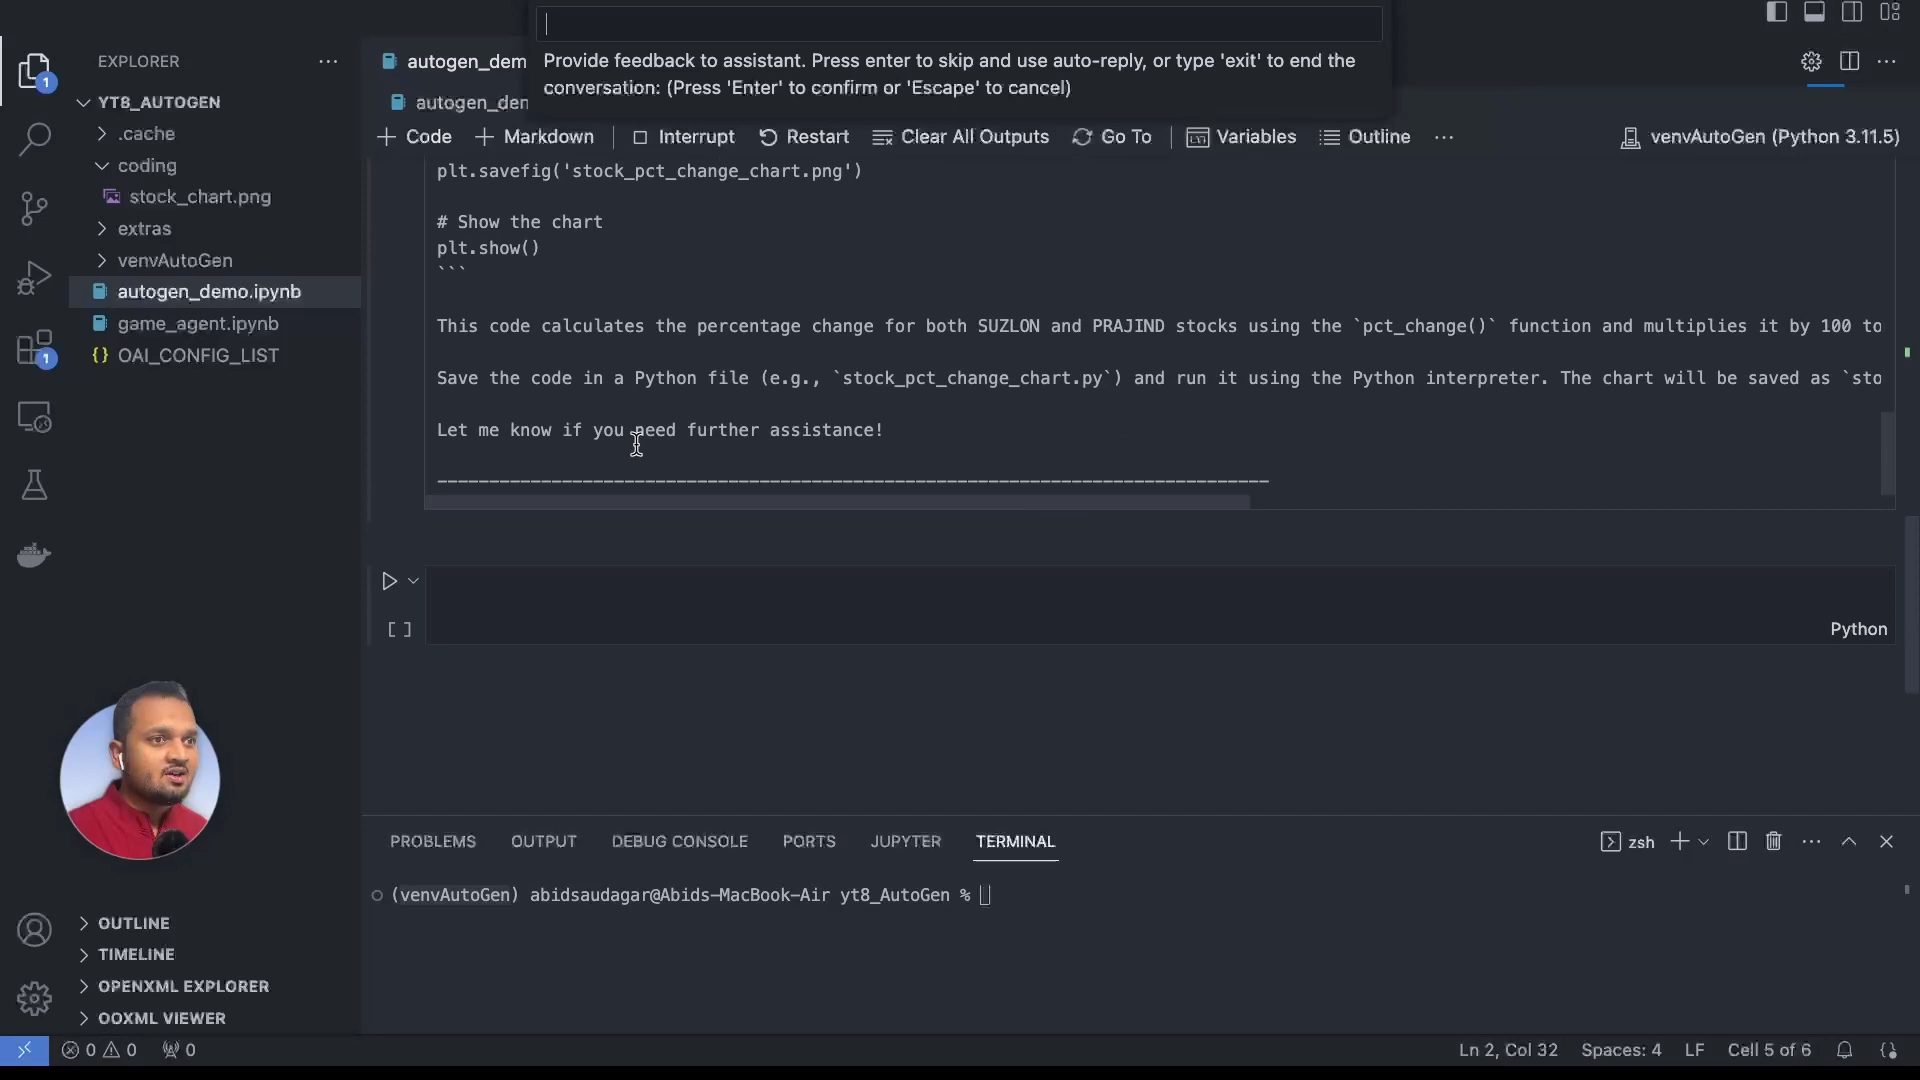 Provide feedback to assistant. Press enter to skip and use auto-reply, or type 'exit' to end the
conversation: (Press 'Enter' to confirm or 'Escape' to cancel)
EXPLORER
autogen_dem
YT8_AUTOGEN
autogen_den
.cache
coding
stock_chart.png
extras
venvAutoGen
autogen_demo.ipynb
game_agent.ipynb
{} OAI_CONFIG_LIST
1
1
+ Code + Markdown Interrupt Restart Clear All Outputs Go To Variables Outline ... venvAutoGen (Python 3.11.5)
plt.savefig('stock_pct_change_chart.png')
# Show the chart
plt.show()
```
This code calculates the percentage change for both SUZLON and PRAJIND stocks using the `pct_change()` function and multiplies it by 100 to
Save the code in a Python file (e.g., `stock_pct_change_chart.py`) and run it using the Python interpreter. The chart will be saved as `sto
Let me know if you need further assistance!
--------------------------------------------------------------------------------
[ ]
Python
PROBLEMS OUTPUT DEBUG CONSOLE PORTS JUPYTER TERMINAL
zsh
(venvAutoGen) abidsaudagar@Abids-MacBook-Air yt8_AutoGen %
OUTLINE
TIMELINE
OPENXML EXPLORER
OOXML VIEWER
0 0 0
Ln 2, Col 32 Spaces: 4 LF Cell 5 of 6